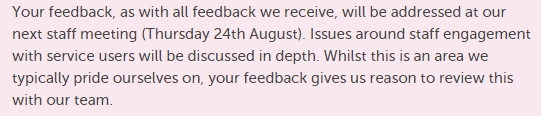 Your feedback, as with all feedback we receive, will be addressed at our
next staff meeting (Thursday 24th August). Issues around staff engagement
with service users will be discussed in depth. Whilst this is an area we
typically pride ourselves on, your feedback gives us reason to review this
with our team.